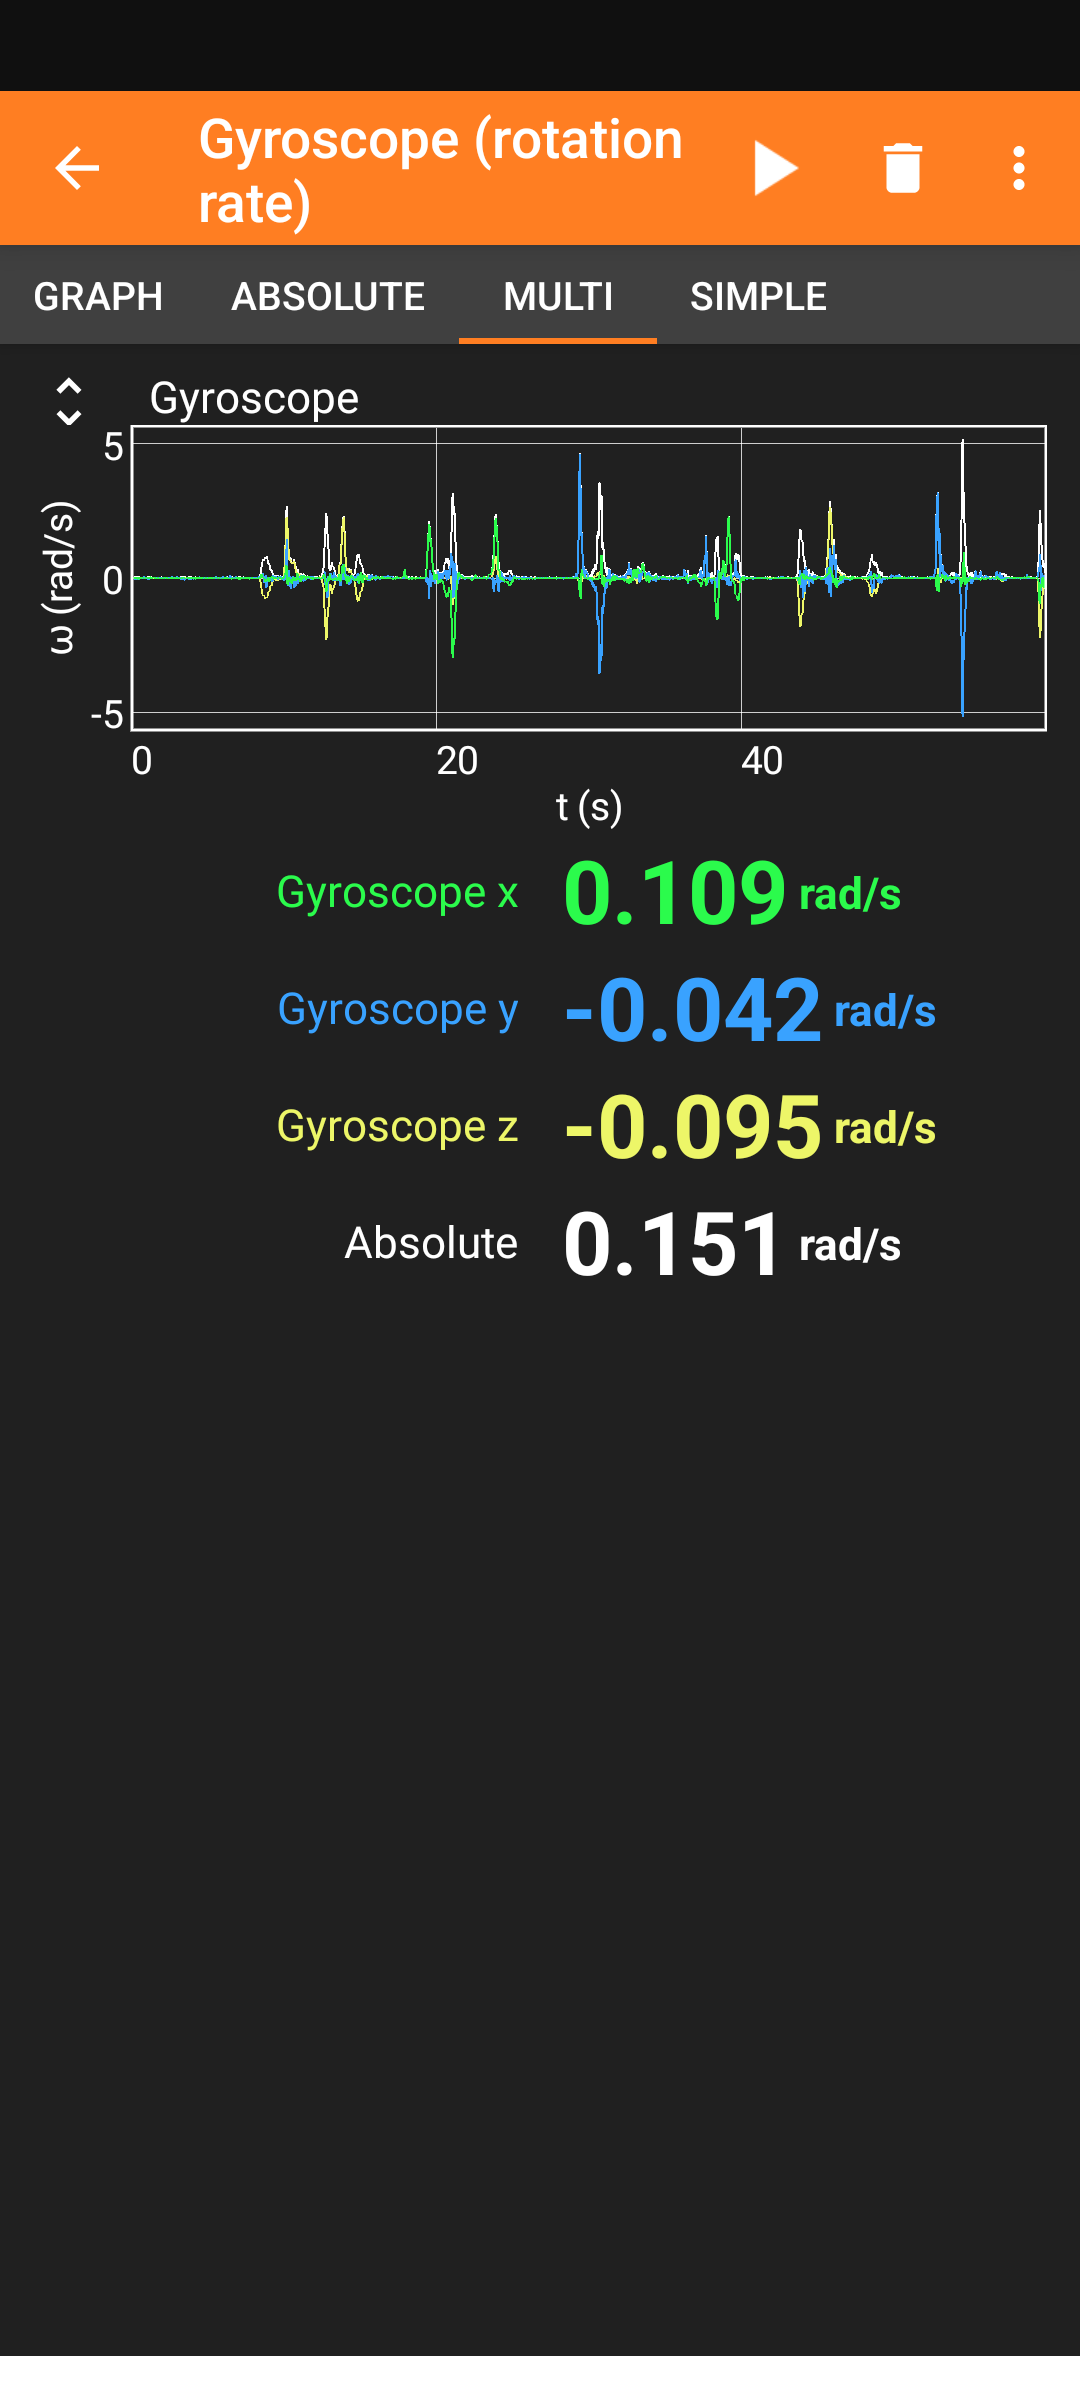 Gyroscope (rotation
rate)
GRAPH ABSOLUTE MULTI SIMPLE
Gyroscope
5
0
-5
ω (rad/s)
0 20 40
t (s)
Gyroscope x 0.109 rad/s
Gyroscope y -0.042 rad/s
Gyroscope z -0.095 rad/s
Absolute 0.151 rad/s